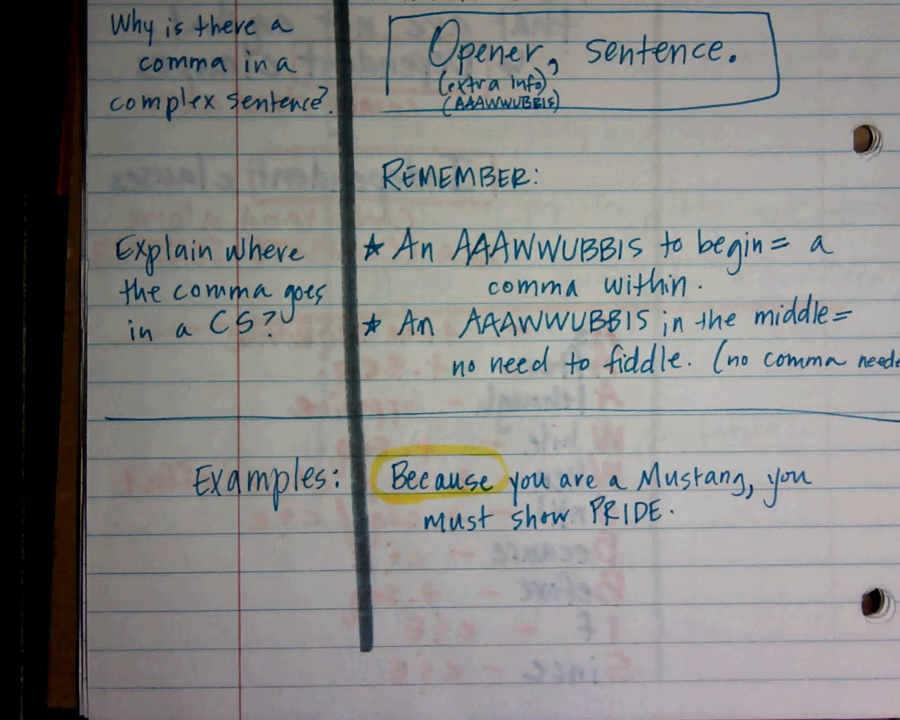 Why is there a
comma in a
complex sentence?
Opener, sentence.
(extra info)
(AAAWWUBBIS)
REMEMBER:
Explain where
the comma goes
in a CS?
★ An AAAWWUBBIS to begin = a
comma within.
★ An AAAWWUBBIS in the middle =
no need to fiddle. (no comma neede
Examples:
Because you are a Mustang, you
must show PRIDE.